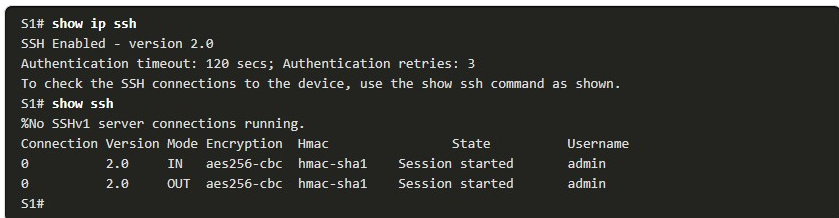 S1# show ip ssh
SSH Enabled - version 2.0
Authentication timeout: 120 secs; Authentication retries: 3
To check the SSH connections to the device, use the show ssh command as shown.
S1# show ssh
%No SSHv1 server connections running.
Connection Version Mode Encryption  Hmac                State          Username
0          2.0     IN   aes256-cbc  hmac-sha1    Session started       admin
0          2.0     OUT  aes256-cbc  hmac-sha1    Session started       admin
S1#